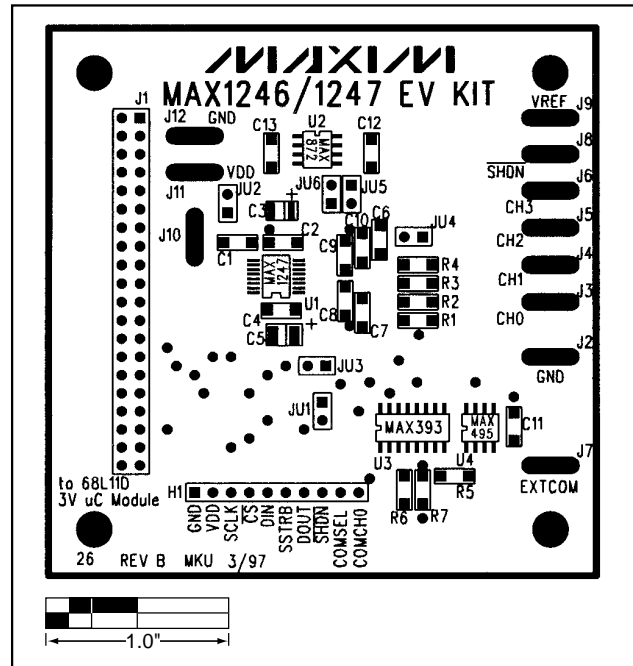 MAXIM
MAX1246/1247 EV KIT
J1
J12
GND
C13
U2
MAX
872
C12
VREF
J9
J8
SHDN
J6
CH3
J5
CH2
J4
CH1
J3
CH0
J2
GND
J11
VDD
JU2
J10
JU6
JU5
C3
+
C2
C1
C10
C6
C9
JU4
MAX
1247
U1
R4
R3
R2
R1
C4
C5
+
C8
C7
JU3
JU1
MAX393
MAX
495
C11
U3
U4
R5
R6
R7
J7
EXTCOM
to 68L11D
3V uC Module
H1
GND
VDD
SCLK
CS
DIN
SSTRB
DOUT
SHDN
COMSEL
COMCH0
26 REV B MKU 3/97
1.0"